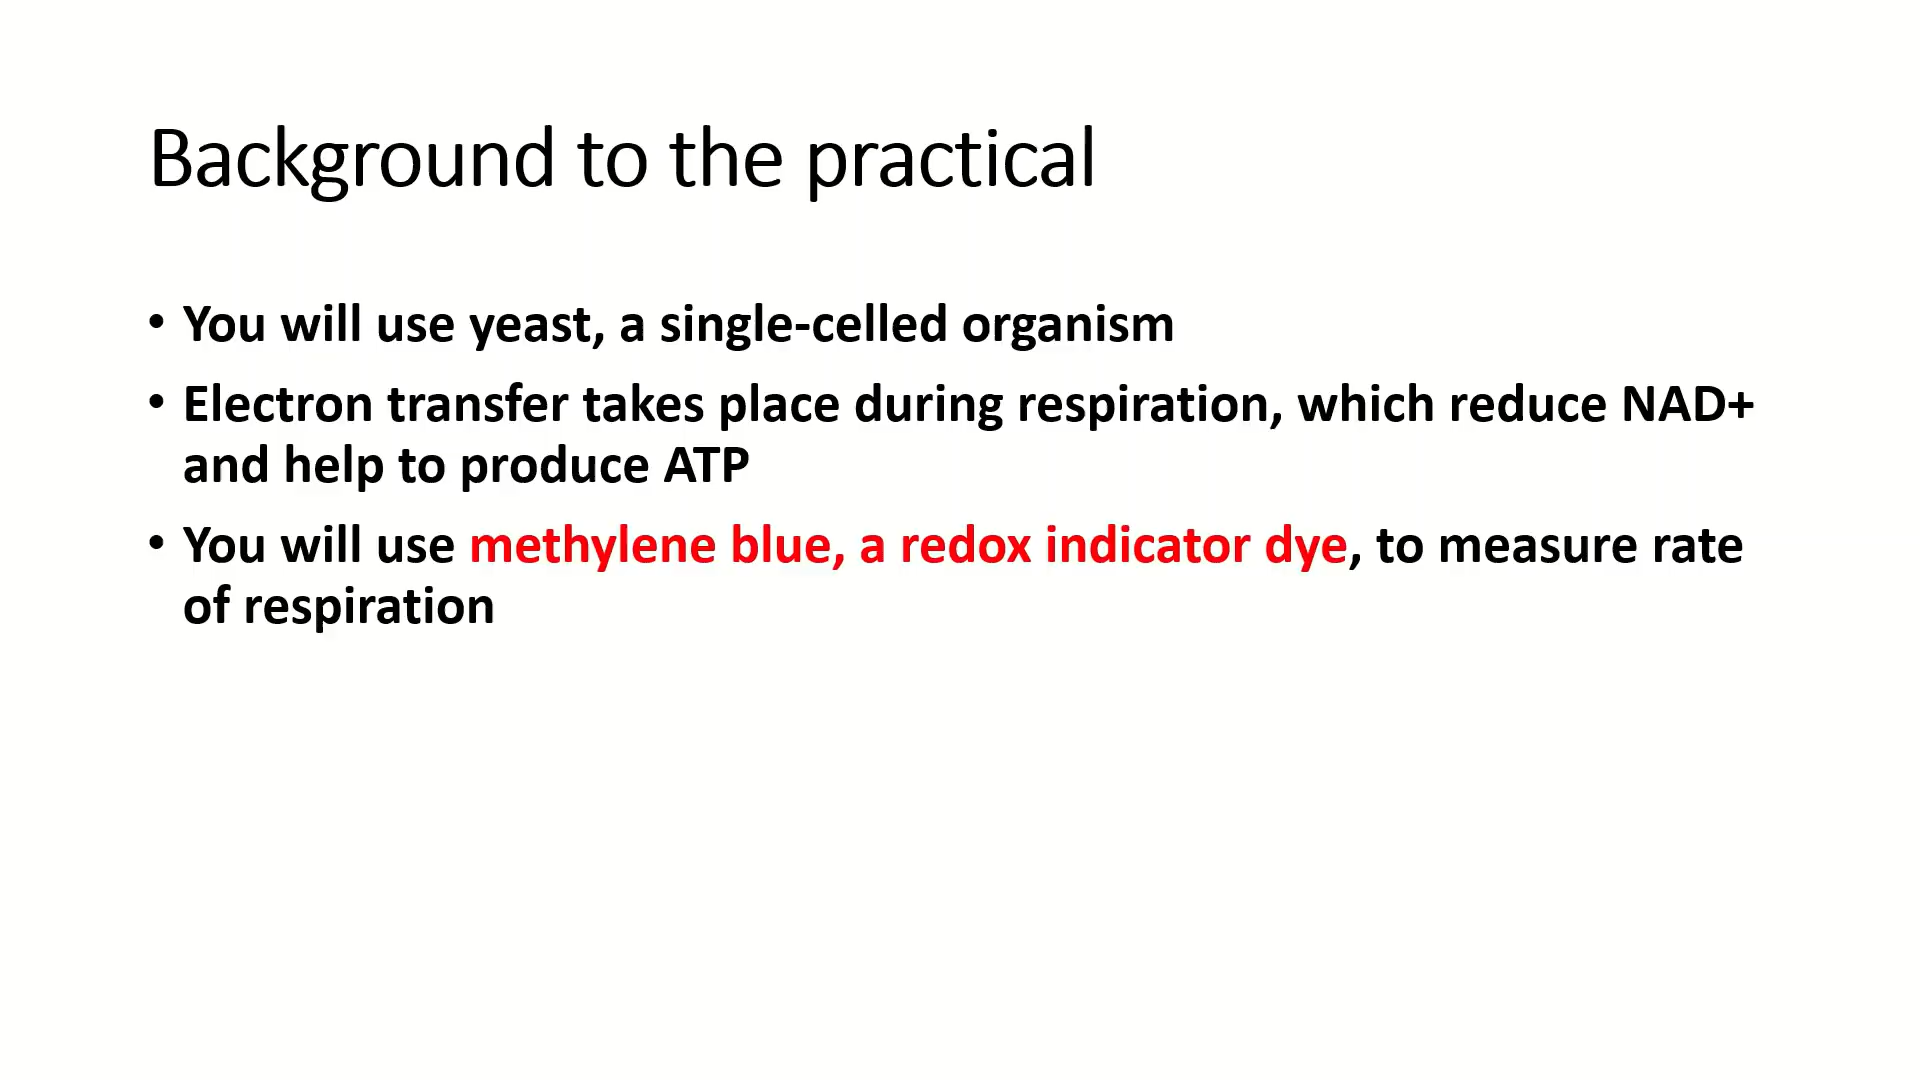 Background to the practical
• You will use yeast, a single-celled organism
• Electron transfer takes place during respiration, which reduce NAD+
and help to produce ATP
• You will use methylene blue, a redox indicator dye, to measure rate
of respiration